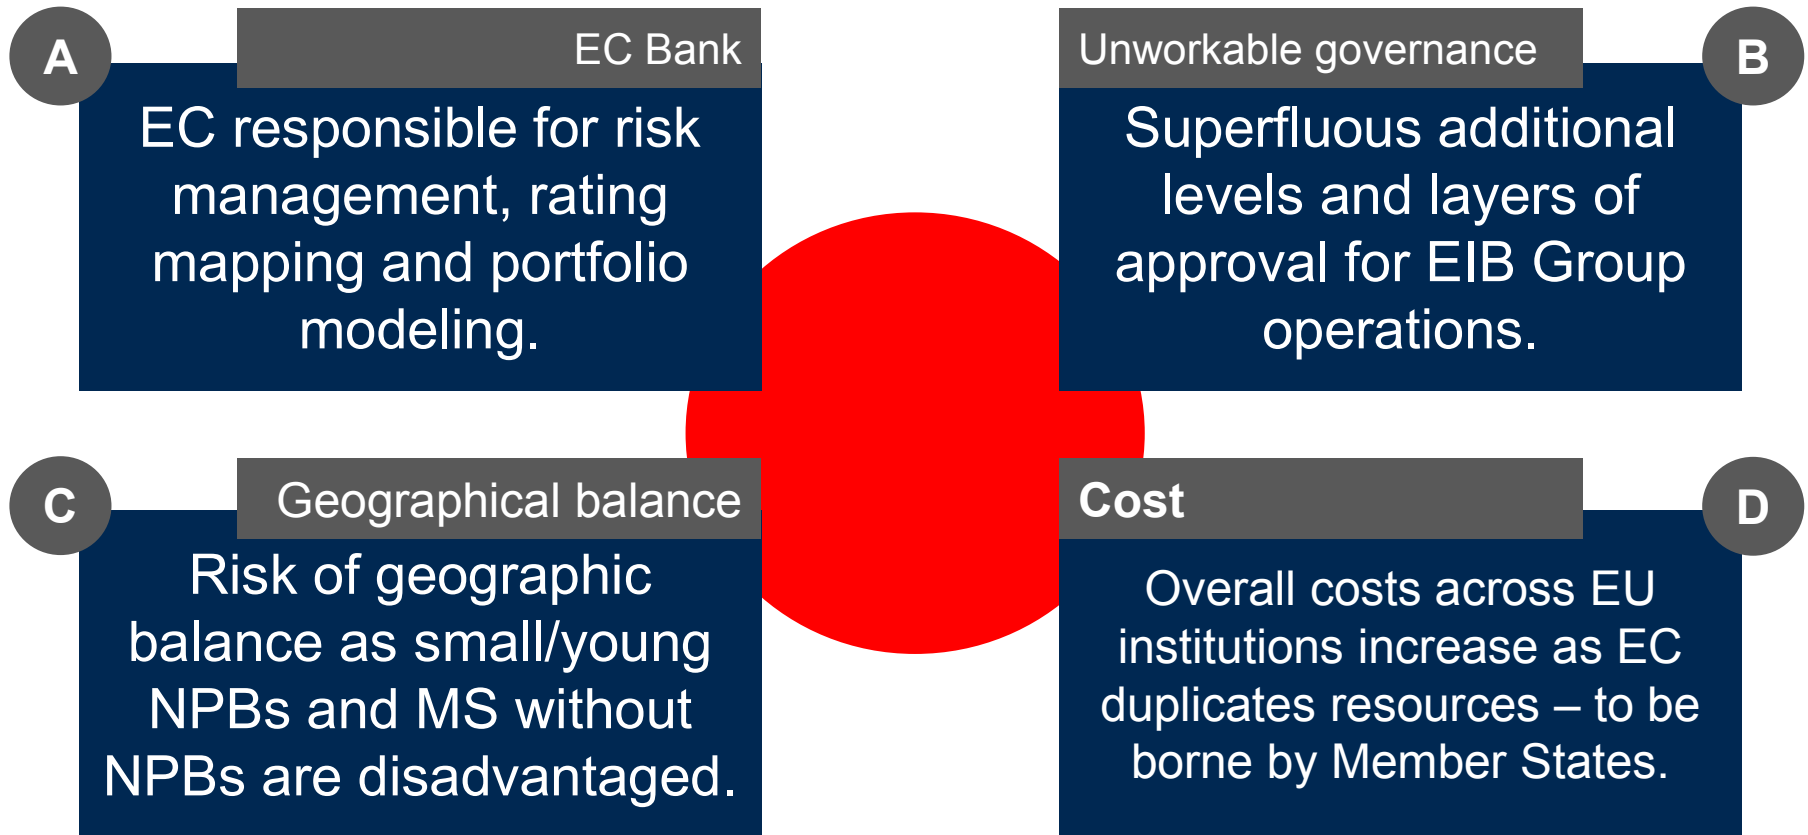 A
EC Bank
EC responsible for risk
management, rating
mapping and portfolio
modeling.
Unworkable governance
B
Superfluous additional
levels and layers of
approval for EIB Group
operations.
C
Geographical balance
Risk of geographic
balance as small/young
NPBs and MS without
NPBs are disadvantaged.
Cost
D
Overall costs across EU
institutions increase as EC
duplicates resources – to be
borne by Member States.